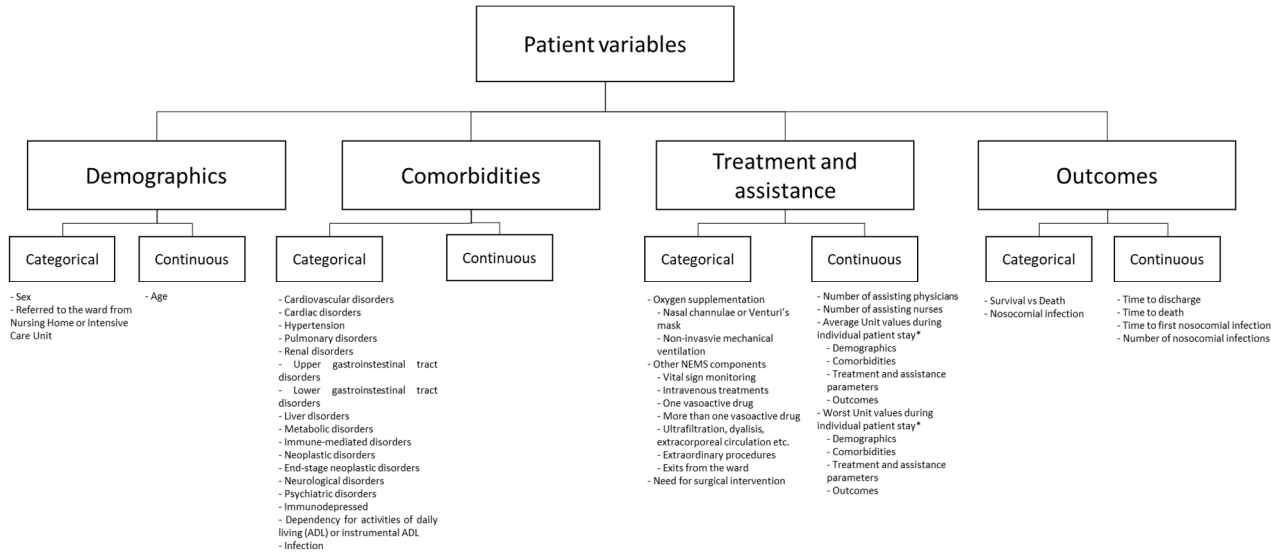 Patient variables
Demographics
Comorbidities
Treatment and
assistance
Outcomes
Categorical
Continuous
Categorical
Continuous
Categorical
Continuous
Categorical
Continuous
- Sex
- Referred to the ward from
Nursing Home or Intensive
Care Unit
- Age
- Cardiovascular disorders
- Cardiac disorders
- Hypertension
- Pulmonary disorders
- Renal disorders
- Upper gastroinstestinal tract
disorders
- Lower gastroinstestinal tract
disorders
- Liver disorders
- Metabolic disorders
- Immune-mediated disorders
- Neoplastic disorders
- End-stage neoplastic disorders
- Neurological disorders
- Psychiatric disorders
- Immunodepressed
- Dependency for activities of daily
living (ADL) or instrumental ADL
- Infection
- Oxygen supplementation
- Nasal channulae or Venturi's
mask
- Non-invasvie mechanical
ventilation
- Other NEMS components
- Vital sign monitoring
- Intravenous treatments
- One vasoactive drug
- More than one vasoactive drug
- Ultrafiltration, dyalisis,
extracorporeal circulation etc.
- Extraordinary procedures
- Exits from the ward
- Need for surgical intervention
- Number of assisting physicians
- Number of assisting nurses
- Average Unit values during
individual patient stay*
- Demographics
- Comorbidities
- Treatment and assistance
parameters
- Outcomes
- Worst Unit values during
individual patient stay*
- Demographics
- Comorbidities
- Treatment and assistance
parameters
- Outcomes
- Survival vs Death
- Nosocomial infection
- Time to discharge
- Time to death
- Time to first nosocomial infection
- Number of nosocomial infections